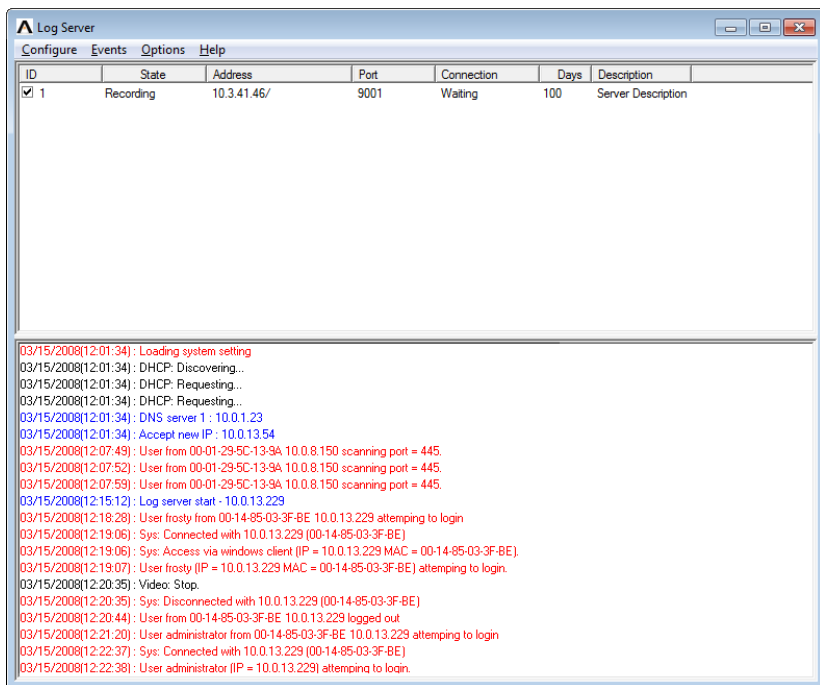 Log Server
Configure Events Options Help
ID State Address Port Connection Days Description
1 Recording 10.3.41.46/ 9001 Waiting 100 Server Description
03/15/2008(12:01:34) : Loading system setting
03/15/2008(12:01:34) : DHCP: Discovering...
03/15/2008(12:01:34) : DHCP: Requesting...
03/15/2008(12:01:34) : DHCP: Requesting...
03/15/2008(12:01:34) : DNS server 1 : 10.0.1.23
03/15/2008(12:01:34) : Accept new IP : 10.0.13.54
03/15/2008(12:07:49) : User from 00-01-29-5C-13-9A 10.0.8.150 scanning port = 445.
03/15/2008(12:07:52) : User from 00-01-29-5C-13-9A 10.0.8.150 scanning port = 445.
03/15/2008(12:07:59) : User from 00-01-29-5C-13-9A 10.0.8.150 scanning port = 445.
03/15/2008(12:15:12) : Log server start - 10.0.13.229
03/15/2008(12:18:28) : User frosty from 00-14-85-03-3F-BE 10.0.13.229 attemping to login
03/15/2008(12:19:06) : Sys: Connected with 10.0.13.229 (00-14-85-03-3F-BE)
03/15/2008(12:19:06) : Sys: Access via windows client (IP = 10.0.13.229 MAC = 00-14-85-03-3F-BE).
03/15/2008(12:19:07) : User frosty (IP = 10.0.13.229 MAC = 00-14-85-03-3F-BE) attemping to login.
03/15/2008(12:20:35) : Video: Stop.
03/15/2008(12:20:35) : Sys: Disconnected with 10.0.13.229 (00-14-85-03-3F-BE)
03/15/2008(12:20:44) : User from 00-14-85-03-3F-BE 10.0.13.229 logged out
03/15/2008(12:21:20) : User administrator from 00-14-85-03-3F-BE 10.0.13.229 attemping to login
03/15/2008(12:22:37) : Sys: Connected with 10.0.13.229 (00-14-85-03-3F-BE)
03/15/2008(12:22:38) : User administrator (IP = 10.0.13.229) attemping to login.